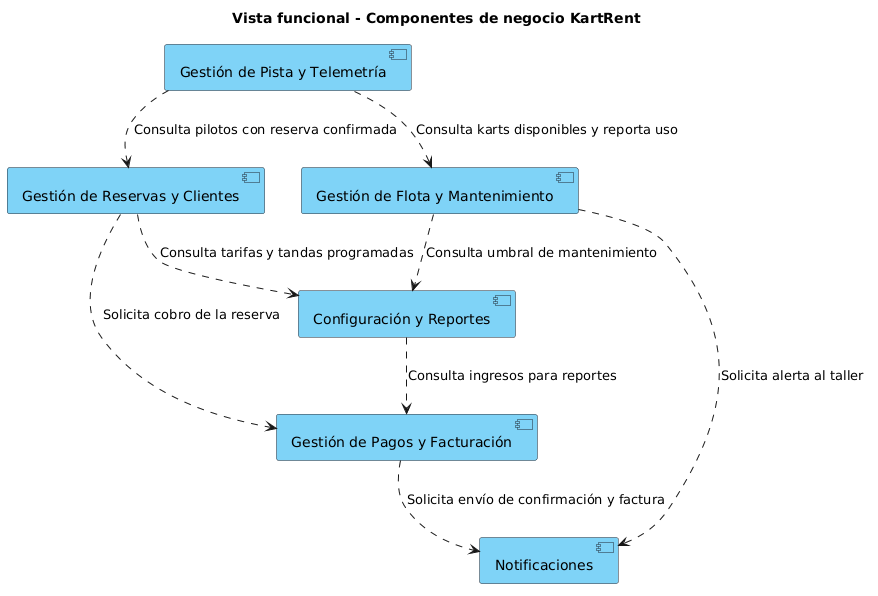 Vista funcional - Componentes de negocio KartRent
Gestión de Pista y Telemetría
Consulta pilotos con reserva confirmada
Consulta karts disponibles y reporta uso
Gestión de Reservas y Clientes
Gestión de Flota y Mantenimiento
Consulta tarifas y tandas programadas
Consulta umbral de mantenimiento
Solicita cobro de la reserva
Configuración y Reportes
Consulta ingresos para reportes
Solicita alerta al taller
Gestión de Pagos y Facturación
Solicita envío de confirmación y factura
Notificaciones